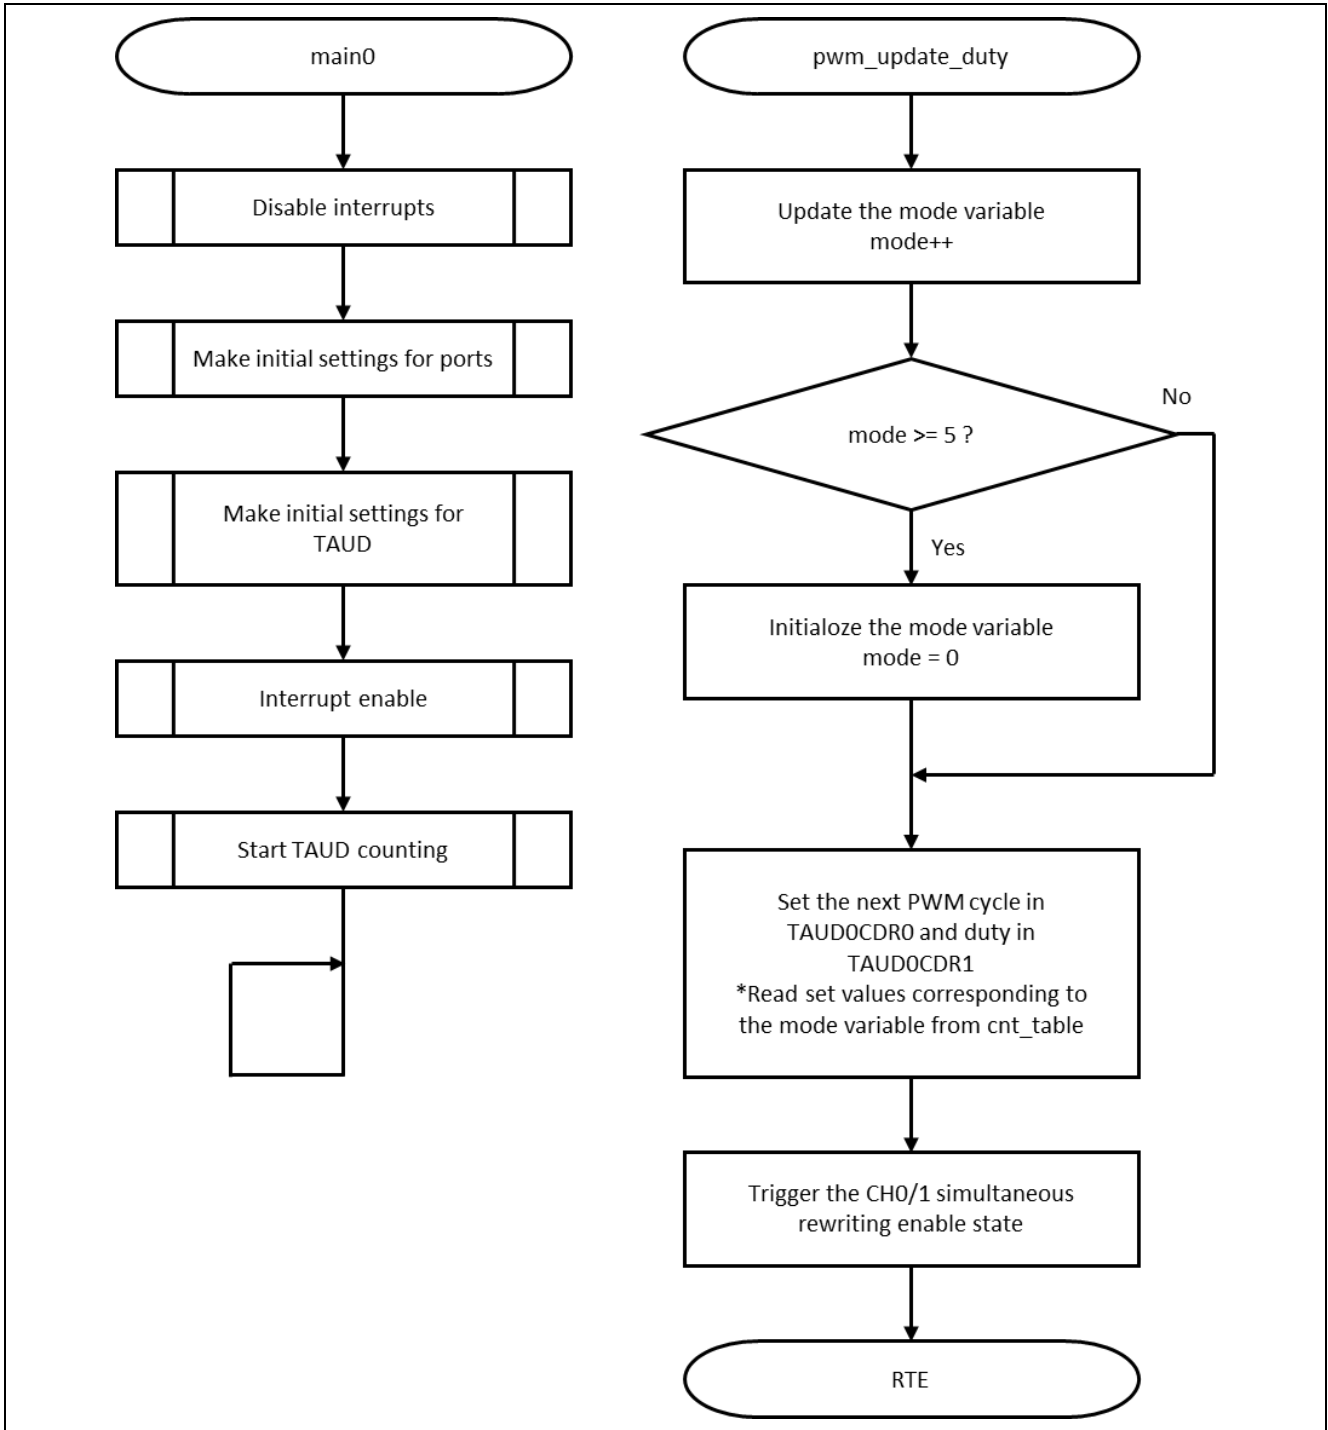 main0
Disable interrupts
Make initial settings for ports
Make initial settings for
TAUD
Interrupt enable
Start TAUD counting
pwm_update_duty
Update the mode variable
mode++
mode >= 5 ?
No
Yes
Initialoze the mode variable
mode = 0
Set the next PWM cycle in
TAUD0CDR0 and duty in
TAUD0CDR1
*Read set values corresponding to
the mode variable from cnt_table
Trigger the CH0/1 simultaneous
rewriting enable state
RTE